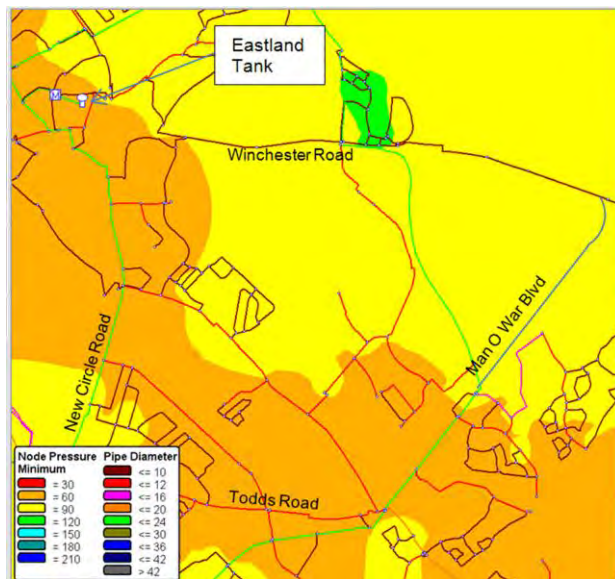 Eastland
Tank
M
Winchester Road
Man O War Blvd
New Circle Road
Todds Road
Node Pressure
Minimum
= 30
= 60
= 90
= 120
= 150
= 180
= 210
Pipe Diameter
<= 10
<= 12
<= 16
<= 20
<= 24
<= 30
<= 36
<= 42
> 42